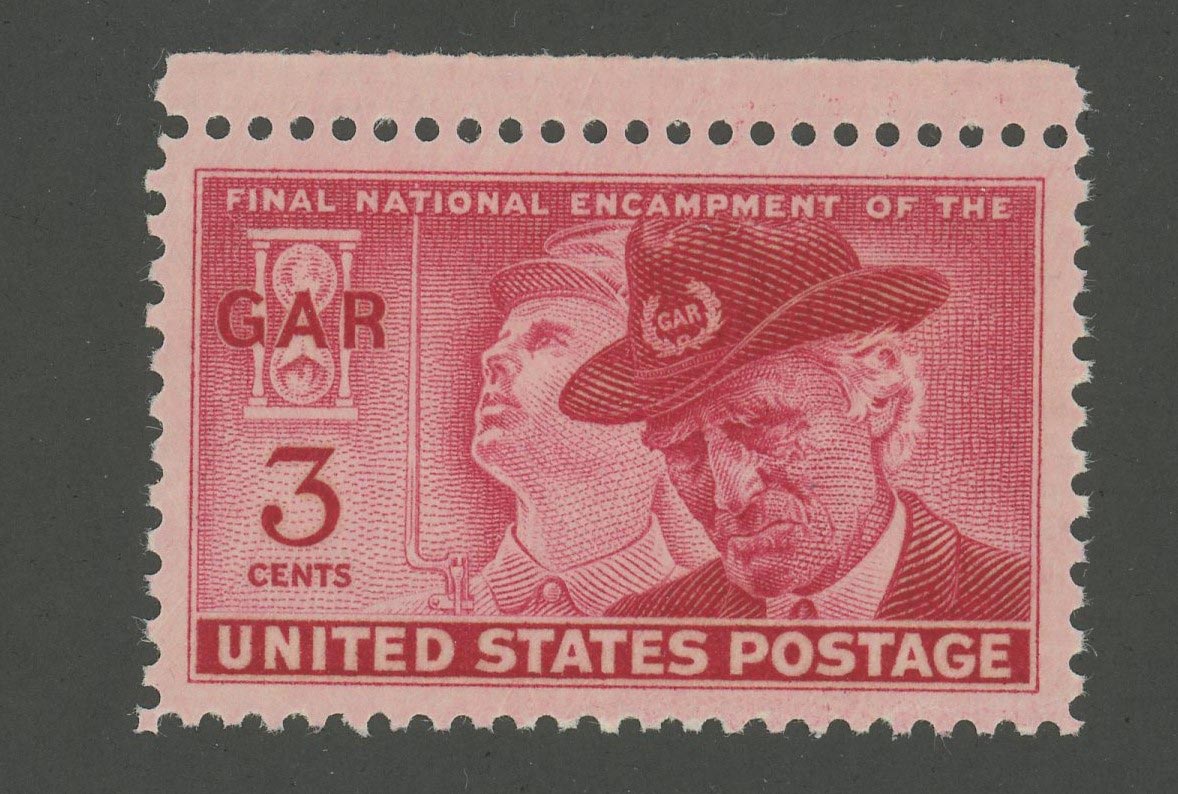 FINAL NATIONAL ENCAMPMENT OF THE
GAR
GAR
3
CENTS
UNITED STATES POSTAGE